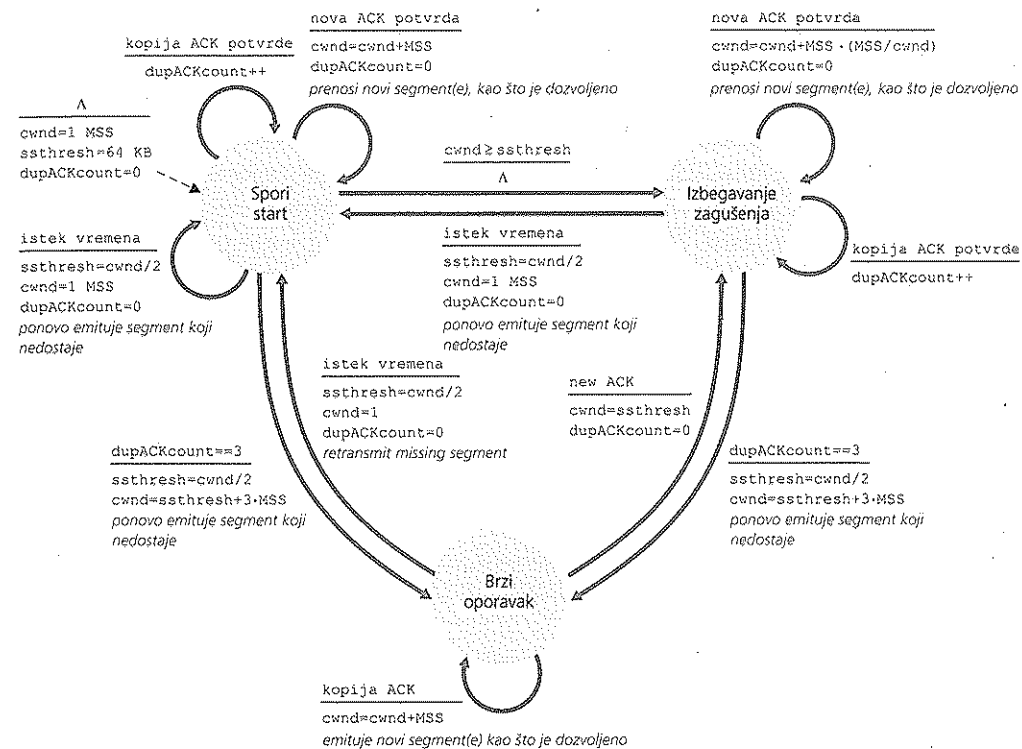 nova ACK potvrda
cwnd=cwnd+MSS
dupACKcount=0
prenosi novi segment(e), kao što je dozvoljeno
kopija ACK potvrde
dupACKcount++
Λ
cwnd=1 MSS
ssthresh=64 KB
dupACKcount=0
nova ACK potvrda
cwnd=cwnd+MSS·(MSS/cwnd)
dupACKcount=0
prenosi novi segment(e), kao što je dozvoljeno
cwnd≥ssthresh
Λ
Spori
start
Izbegavanje
zagušenja
istek vremena
ssthresh=cwnd/2
cwnd=1 MSS
dupACKcount=0
ponovo emituje segment koji
nedostaje
istek vremena
ssthresh=cwnd/2
cwnd=1 MSS
dupACKcount=0
ponovo emituje segment koji
nedostaje
kopija ACK potvrde
dupACKcount++
istek vremena
ssthresh=cwnd/2
cwnd=1
dupACKcount=0
retransmit missing segment
new ACK
cwnd=ssthresh
dupACKcount=0
dupACKcount==3
ssthresh=cwnd/2
cwnd=ssthresh+3·MSS
ponovo emituje segment koji
nedostaje
dupACKcount==3
ssthresh=cwnd/2
cwnd=ssthresh+3·MSS
ponovo emituje segment koji
nedostaje
Brzi
oporavak
kopija ACK
cwnd=cwnd+MSS
emituje novi segment(e) kao što je dozvoljeno